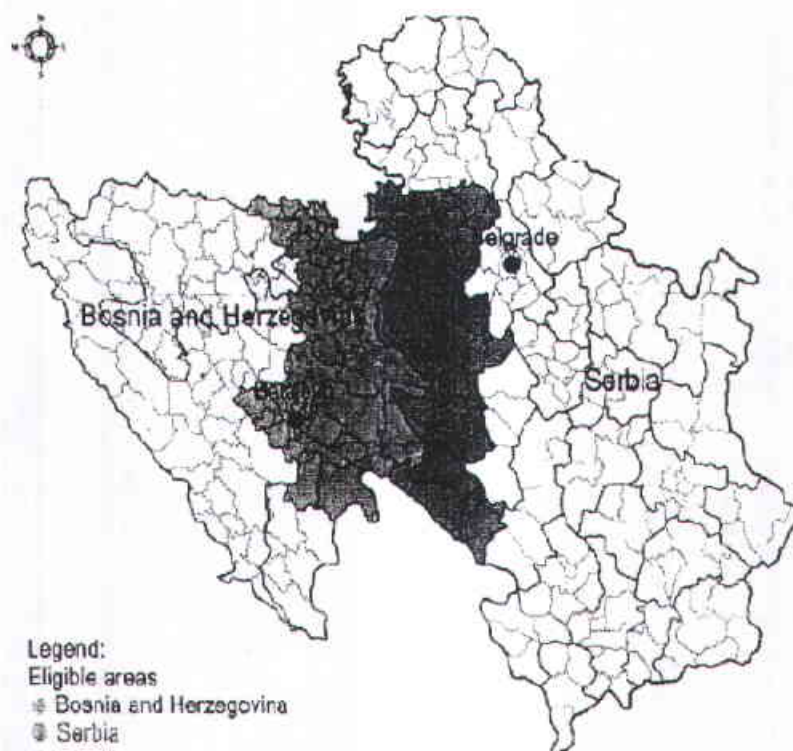 N
S
Belgrade
Bosnia and Herzegovina
Serbia
Legend:
Eligible areas
Bosnia and Herzegovina
Serbia